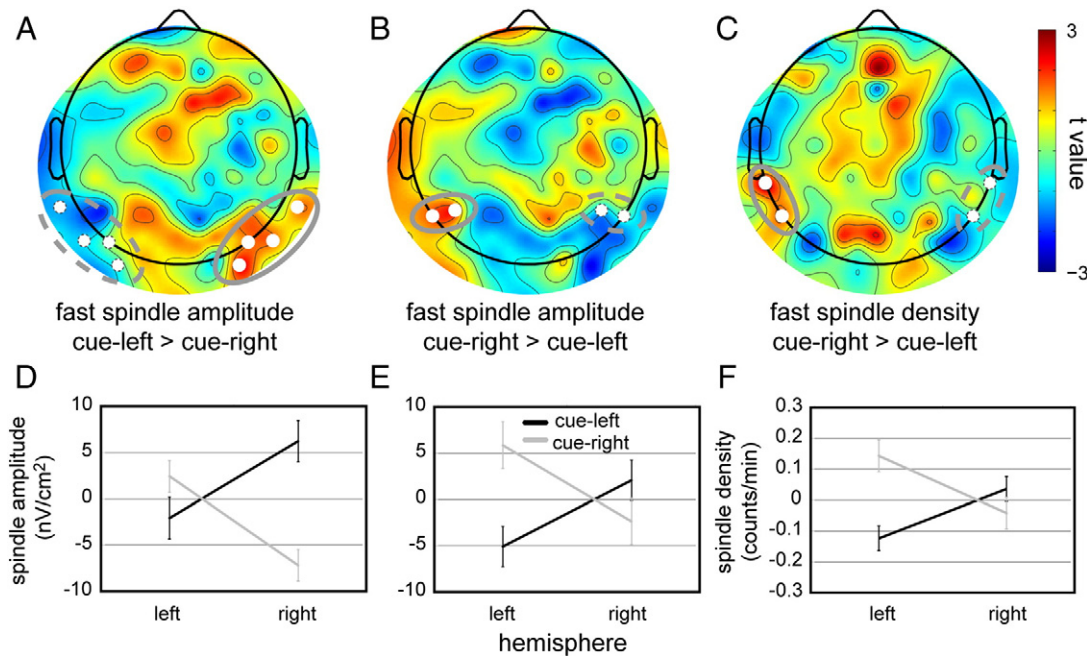 A
B
C
3
t value
−3
fast spindle amplitude
cue-left > cue-right
fast spindle amplitude
cue-right > cue-left
fast spindle density
cue-right > cue-left
D
E
F
spindle amplitude
(nV/cm2)
10
5
0
-5
-10
left
right
10
5
0
-5
-10
cue-left
cue-right
left
right
hemisphere
spindle density
(counts/min)
0.3
0.2
0.1
0
-0.1
-0.2
-0.3
left
right